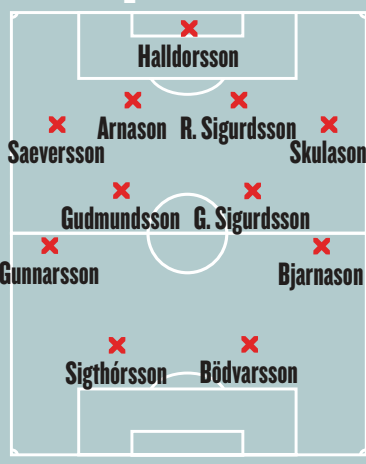 Halldorsson
Arnason R. Sigurdsson
Saeversson Skulason
Gudmundsson G. Sigurdsson
Gunnarsson Bjarnason
Sigthórsson Bödvarsson